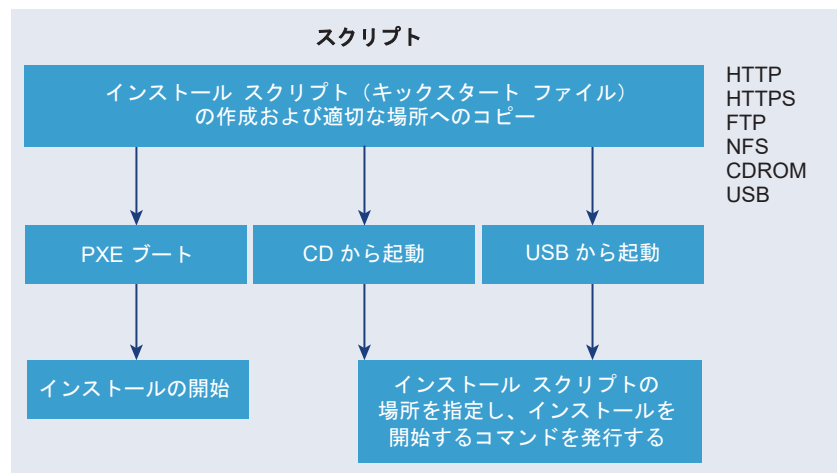 スクリプト
インストール スクリプト（キックスタート ファイル）
の作成および適切な場所へのコピー
HTTP
HTTPS
FTP
NFS
CDROM
USB
PXE ブート
CD から起動
USB から起動
インストールの開始
インストール スクリプトの
場所を指定し、インストールを
開始するコマンドを発行する